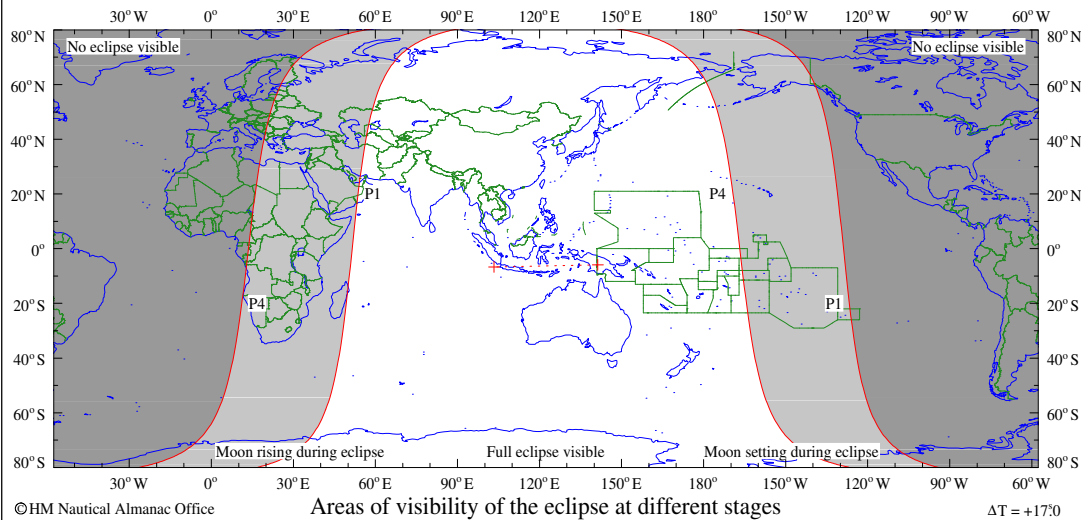 30°W 0° 30°E 60°E 90°E 120°E 150°E 180° 150°W 120°W 90°W 60°W
80°N 80°N
No eclipse visible No eclipse visible
60°N 60°N
40°N 40°N
20°N P1 P4 20°N
0° 0°
20°S P4 P1 20°S
40°S 40°S
60°S 60°S
Moon rising during eclipse Full eclipse visible Moon setting during eclipse
80°S 80°S
30°W 0° 30°E 60°E 90°E 120°E 150°E 180° 150°W 120°W 90°W 60°W
©HM Nautical Almanac Office Areas of visibility of the eclipse at different stages ΔT = +17ˢ.0